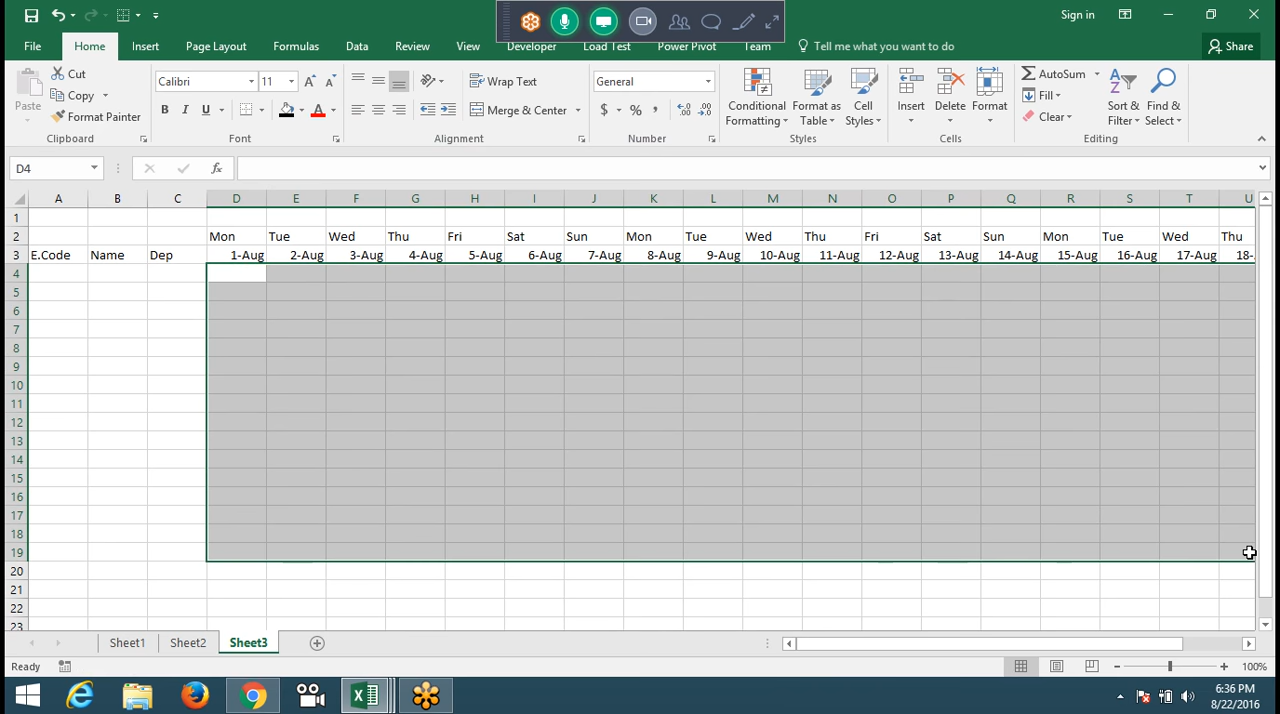 Sign in
File Home Insert Page Layout Formulas Data Review View Developer Load Test Power Pivot Team Tell me what you want to do Share
Paste Cut Copy Format Painter
Calibri 11
B I U
Wrap Text
Merge & Center
General
$ % ,
Conditional Formatting
Format as Table
Cell Styles
Insert Delete Format
AutoSum
Fill
Clear
Sort & Filter
Find & Select
Clipboard Font Alignment Number Styles Cells Editing
D4 fx
A B C D E F G H I J K L M N O P Q R S T U
1
2 Mon Tue Wed Thu Fri Sat Sun Mon Tue Wed Thu Fri Sat Sun Mon Tue Wed Thu
3 E.Code Name Dep 1-Aug 2-Aug 3-Aug 4-Aug 5-Aug 6-Aug 7-Aug 8-Aug 9-Aug 10-Aug 11-Aug 12-Aug 13-Aug 14-Aug 15-Aug 16-Aug 17-Aug 18-
4
5
6
7
8
9
10
11
12
13
14
15
16
17
18
19
20
21
22
23
Sheet1 Sheet2 Sheet3
Ready 100%
6:36 PM
8/22/2016